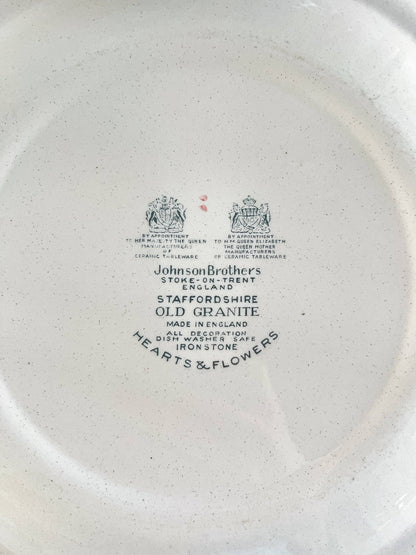 BY APPOINTMENT
TO HER MAJESTY THE QUEEN
MANUFACTURERS
OF
CERAMIC TABLEWARE
BY APPOINTMENT
TO H.M. QUEEN ELIZABETH
THE QUEEN MOTHER
MANUFACTURERS
OF CERAMIC TABLEWARE
Johnson Brothers
STOKE-ON-TRENT
ENGLAND
STAFFORDSHIRE
OLD GRANITE
MADE IN ENGLAND
ALL DECORATION
DISH WASHER SAFE
IRONSTONE
HEARTS & FLOWERS